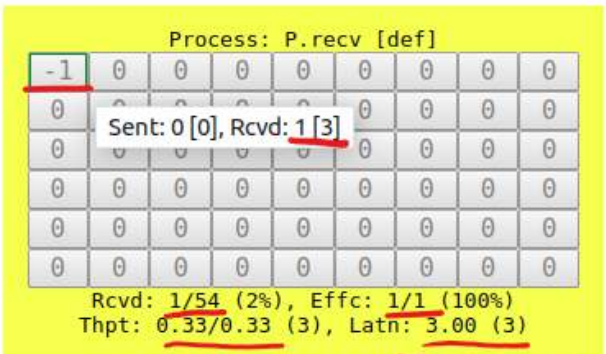 Process: P.recv [def]
-1 0 0 0 0 0 0 0 0
0 0 0 0 0
Sent: 0 [0], Rcvd: 1 [3]
0 0 0 0 0 0 0 0 0
0 0 0 0 0 0 0 0 0
0 0 0 0 0 0 0 0 0
0 0 0 0 0 0 0 0 0
Rcvd: 1/54 (2%), Effc: 1/1 (100%)
Thpt: 0.33/0.33 (3), Latn: 3.00 (3)